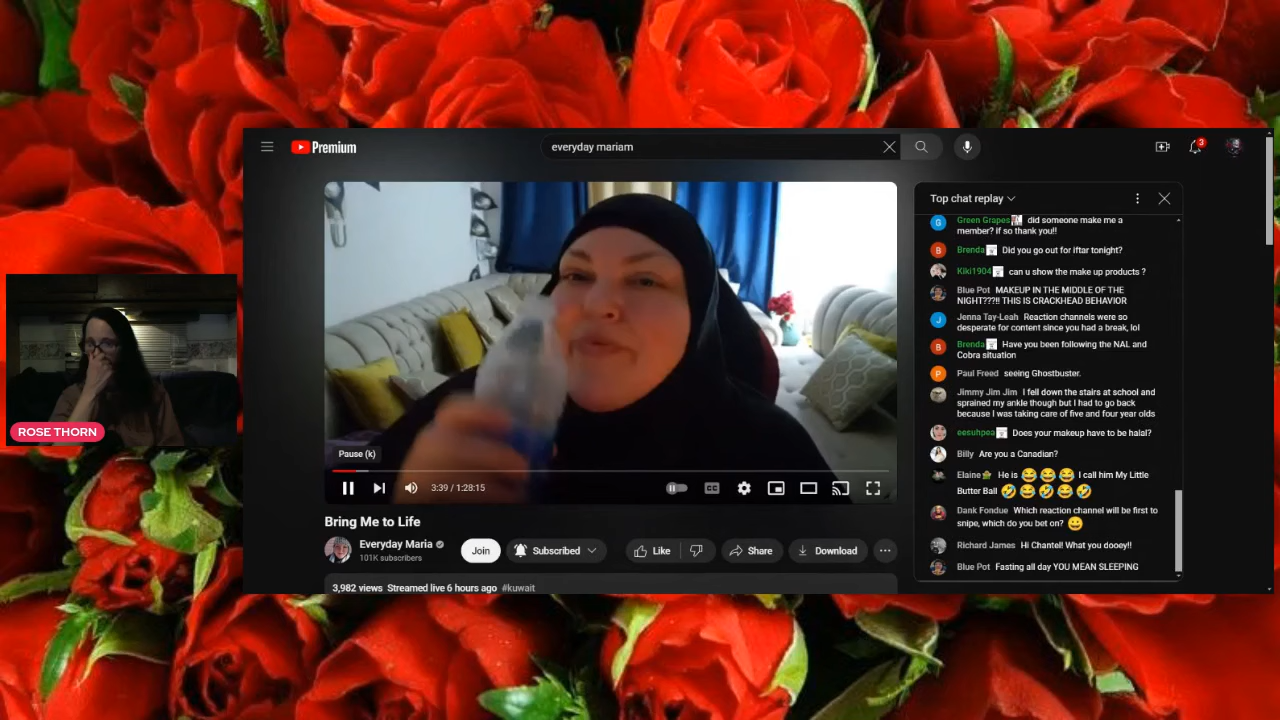 Premium
everyday mariam
3
Top chat replay
Green Grapes did someone make me a
member? if so thank you!!
Brenda Did you go out for iftar tonight?
Kiki1904 can u show the make up products ?
Blue Pot MAKEUP IN THE MIDDLE OF THE
NIGHT???!! THIS IS CRACKHEAD BEHAVIOR
Jenna Tay-Leah Reaction channels were so
desperate for content since you had a break, lol
Brenda Have you been following the NAL and
Cobra situation
Paul Freed seeing Ghostbuster.
Jimmy Jim Jim I fell down the stairs at school and
sprained my ankle though but I had to go back
because I was taking care of five and four year olds
eesuhpea Does your makeup have to be halal?
Billy Are you a Canadian?
Elaine He is 😂😂😂 I call him My Little
Butter Ball 🤣😂🤣😂🤣
Dank Fondue Which reaction channel will be first to
snipe, which do you bet on? 😀
Richard James Hi Chantel! What you dooey!!
Blue Pot Fasting all day YOU MEAN SLEEPING
ROSE THORN
Pause (k)
3:39 / 1:28:15
CC
Bring Me to Life
Everyday Maria
101K subscribers
Join
Subscribed
Like
Share
Download
3,982 views Streamed live 6 hours ago #kuwait